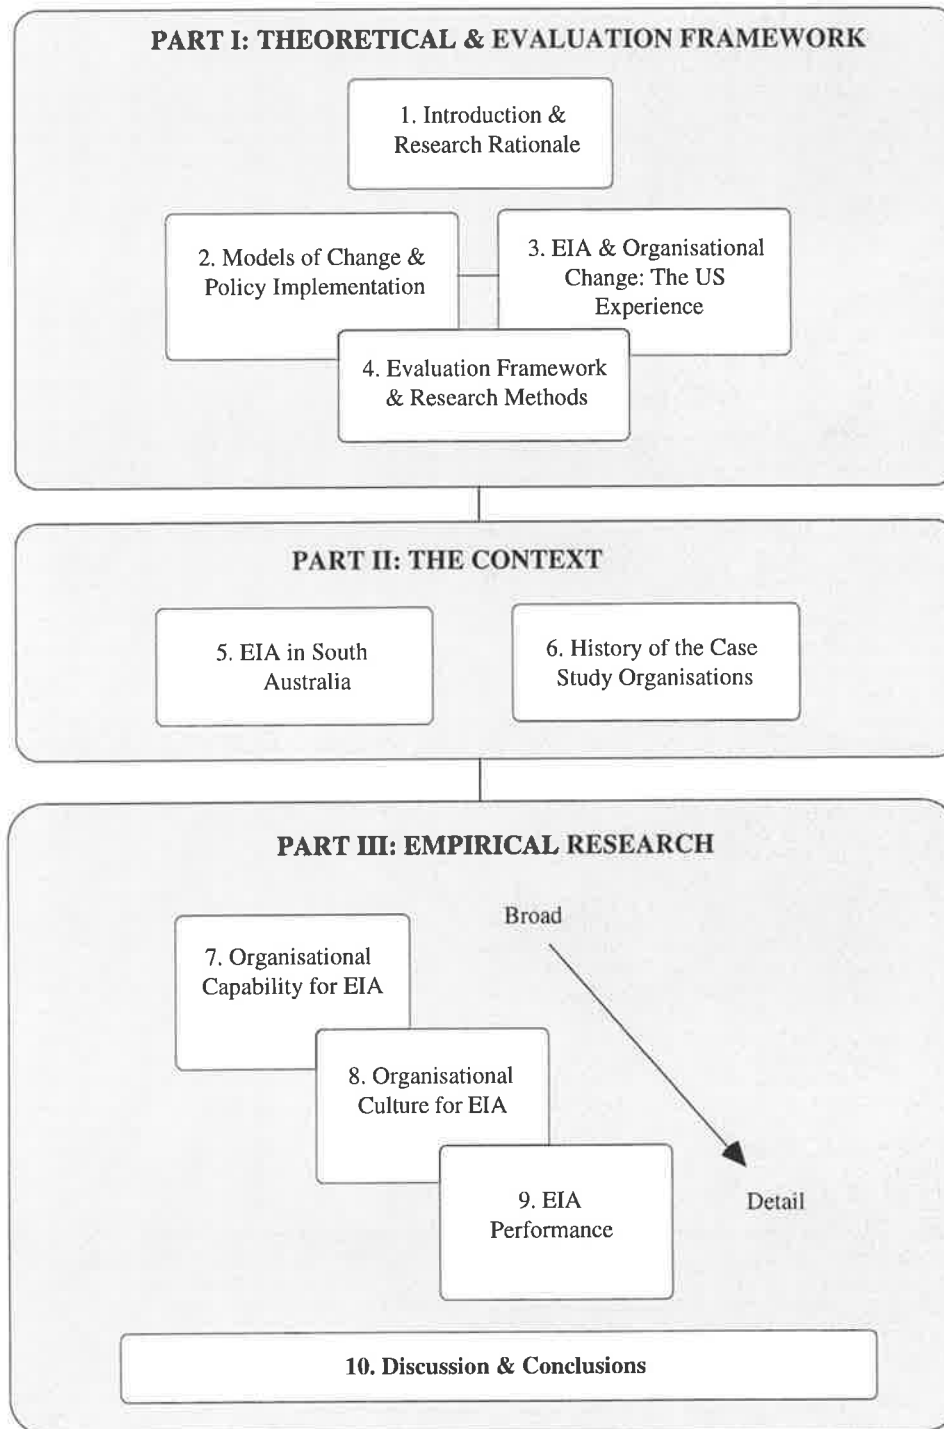 PART I: THEORETICAL & EVALUATION FRAMEWORK
1. Introduction &
Research Rationale
2. Models of Change &
Policy Implementation
3. EIA & Organisational
Change: The US
Experience
4. Evaluation Framework
& Research Methods
PART II: THE CONTEXT
5. EIA in South
Australia
6. History of the Case
Study Organisations
PART III: EMPIRICAL RESEARCH
Broad
7. Organisational
Capability for EIA
8. Organisational
Culture for EIA
9. EIA
Performance
Detail
10. Discussion & Conclusions